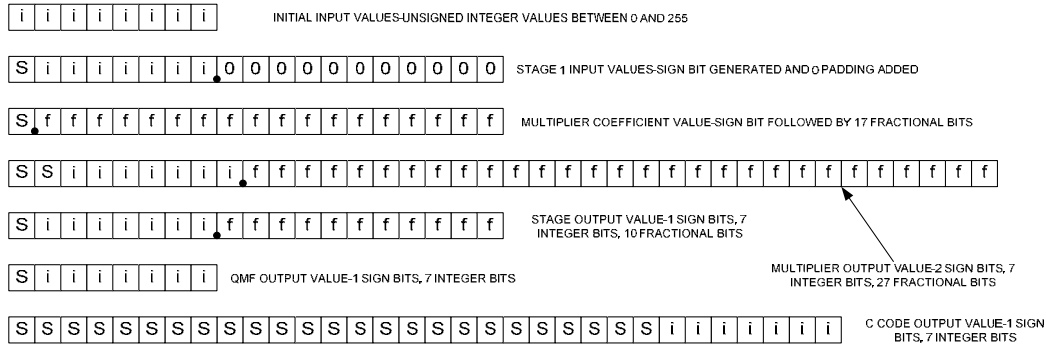 i i i i i i i i INITIAL INPUT VALUES-UNSIGNED INTEGER VALUES BETWEEN 0 AND 255
S i i i i i i i 0 0 0 0 0 0 0 0 0 0 0 STAGE 1 INPUT VALUES-SIGN BIT GENERATED AND 0 PADDING ADDED
S f f f f f f f f f f f f f f f f f f MULTIPLIER COEFFICIENT VALUE-SIGN BIT FOLLOWED BY 17 FRACTIONAL BITS
S S i i i i i i i f f f f f f f f f f f f f f f f f f f f f f f f f f f f f
S i i i i i i i f f f f f f f f f f f STAGE OUTPUT VALUE-1 SIGN BITS, 7
INTEGER BITS, 10 FRACTIONAL BITS
S i i i i i i i QMF OUTPUT VALUE-1 SIGN BITS, 7 INTEGER BITS
MULTIPLIER OUTPUT VALUE-2 SIGN BITS, 7
INTEGER BITS, 27 FRACTIONAL BITS
S S S S S S S S S S S S S S S S S S S S S S S S S i i i i i i i C CODE OUTPUT VALUE-1 SIGN
BITS, 7 INTEGER BITS